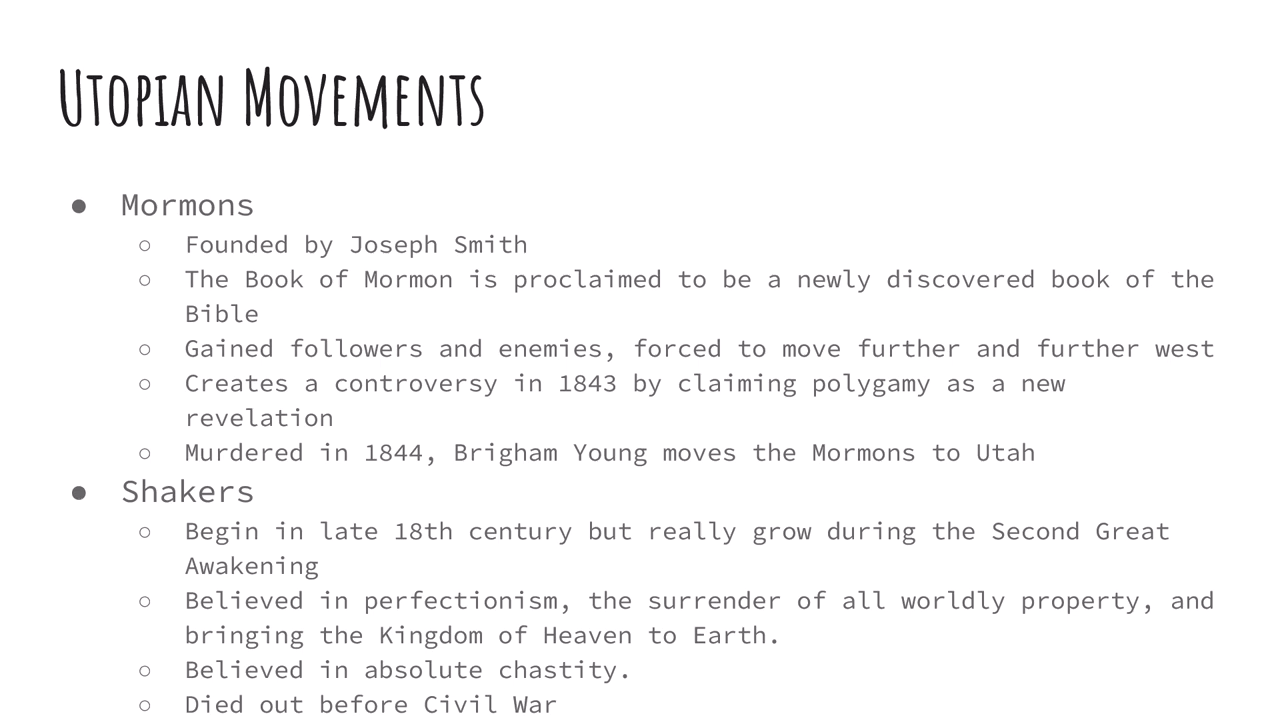 Utopian Movements
● Mormons
○ Founded by Joseph Smith
○ The Book of Mormon is proclaimed to be a newly discovered book of the
Bible
○ Gained followers and enemies, forced to move further and further west
○ Creates a controversy in 1843 by claiming polygamy as a new
revelation
○ Murdered in 1844, Brigham Young moves the Mormons to Utah
● Shakers
○ Begin in late 18th century but really grow during the Second Great
Awakening
○ Believed in perfectionism, the surrender of all worldly property, and
bringing the Kingdom of Heaven to Earth.
○ Believed in absolute chastity.
○ Died out before Civil War